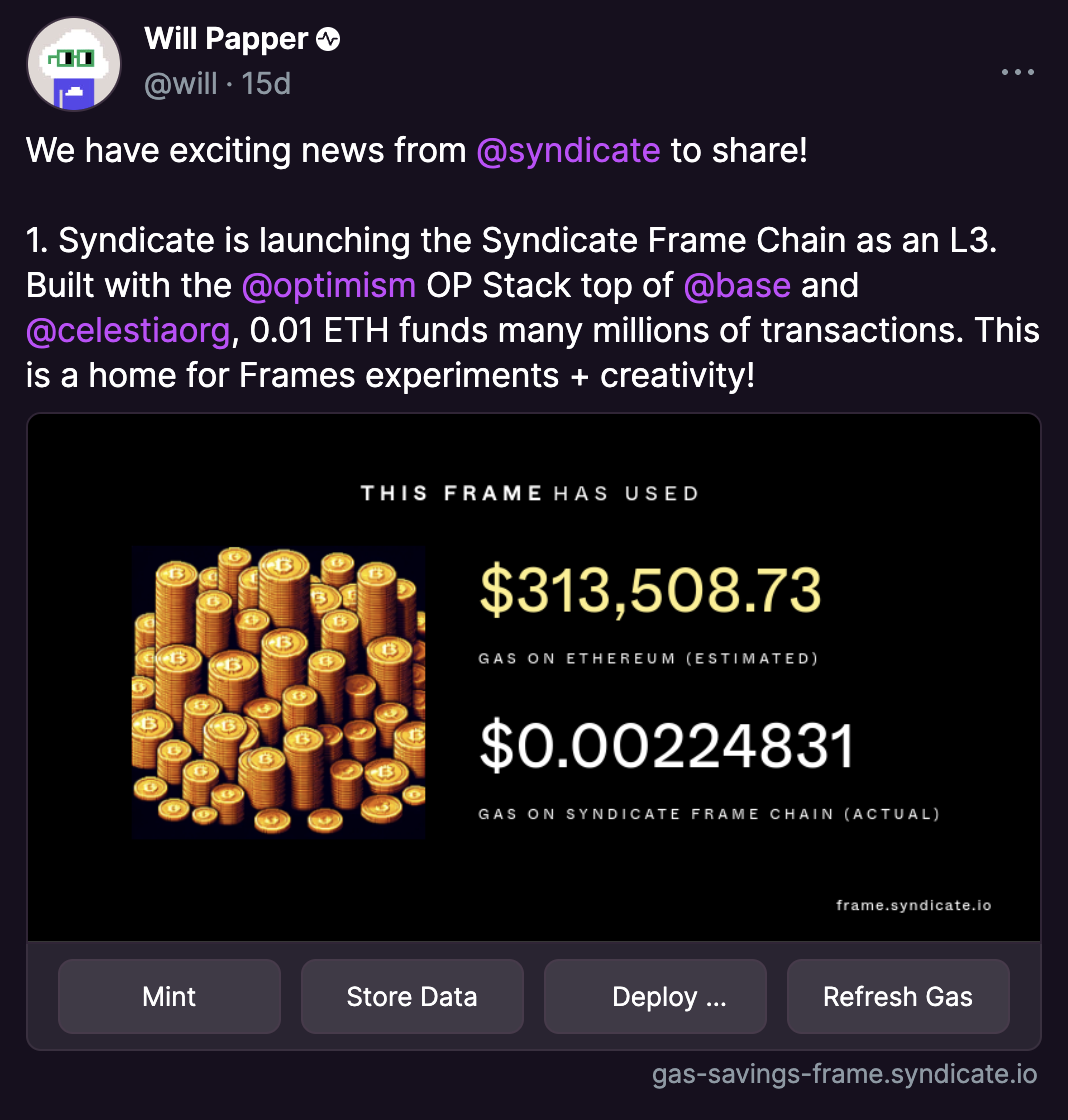 Will Papper
@will · 15d
We have exciting news from @syndicate to share!
1. Syndicate is launching the Syndicate Frame Chain as an L3.
Built with the @optimism OP Stack top of @base and
@celestiaorg, 0.01 ETH funds many millions of transactions. This
is a home for Frames experiments + creativity!
THIS FRAME HAS USED
$313,508.73
GAS ON ETHEREUM (ESTIMATED)
$0.00224831
GAS ON SYNDICATE FRAME CHAIN (ACTUAL)
frame.syndicate.io
Mint
Store Data
Deploy ...
Refresh Gas
gas-savings-frame.syndicate.io